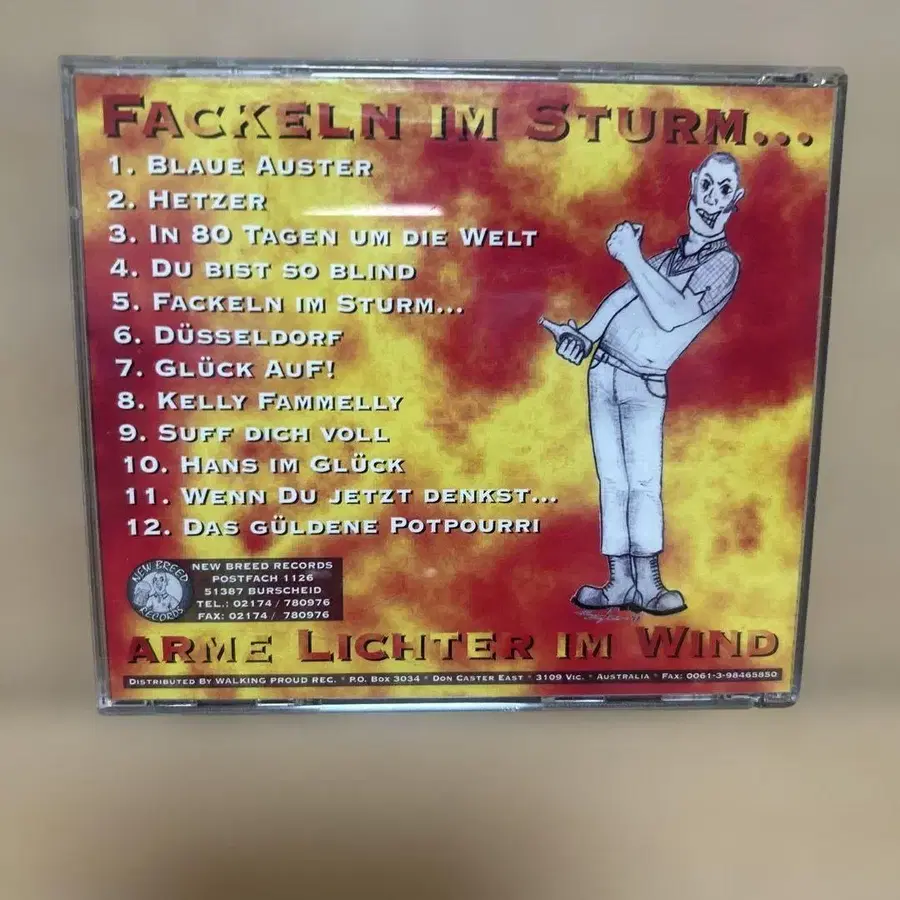 FACKELN IM STURM...
1. BLAUE AUSTER
2. HETZER
3. IN 80 TAGEN UM DIE WELT
4. DU BIST SO BLIND
5. FACKELN IM STURM...
6. DÜSSELDORF
7. GLÜCK AUF!
8. KELLY FAMMELLY
9. SUFF DICH VOLL
10. HANS IM GLÜCK
11. WENN DU JETZT DENKST...
12. DAS GÜLDENE POTPOURRI
NEW BREED RECORDS
NEW BREED RECORDS
POSTFACH 1126
51387 BURSCHEID
TEL.: 02174 / 780976
FAX: 02174 / 780976
ARME LICHTER IM WIND
DISTRIBUTED BY WALKING PROUD REC. * P.O. BOX 3034 * DON CASTER EAST * 3109 VIC. * AUSTRALIA * FAX: 0061-3-98465850